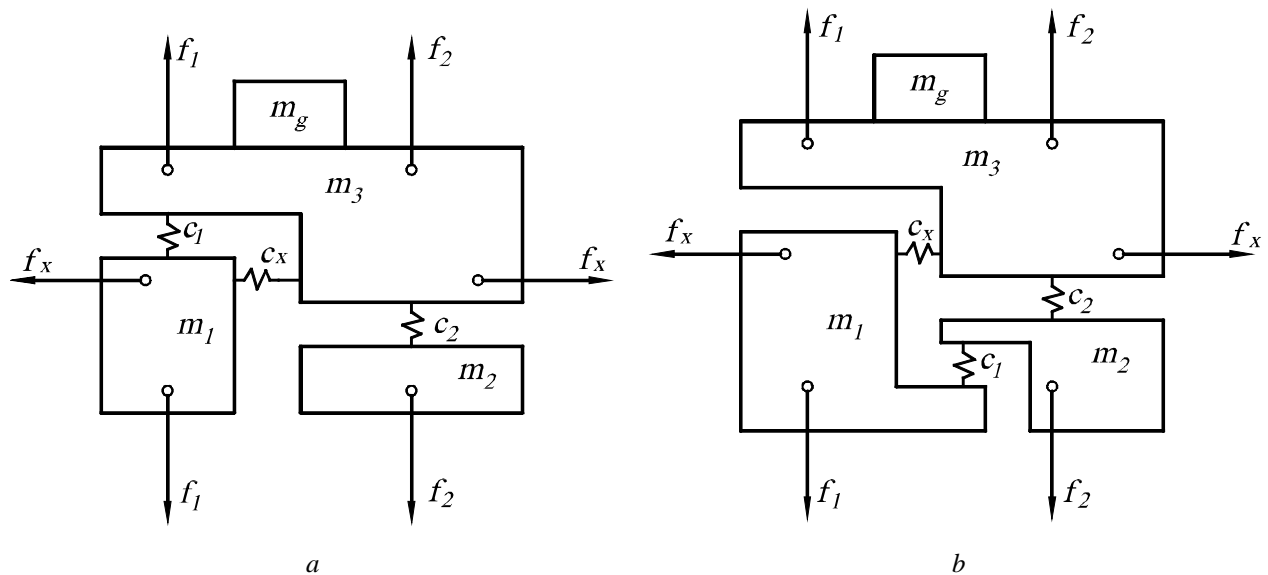 f1 f2 f1 f2
mg mg
m3 m3
c1 cx cx
fx fx fx fx
m1 c2 m1 c2
m2 c1 m2
f1 f2 f1 f2
a b